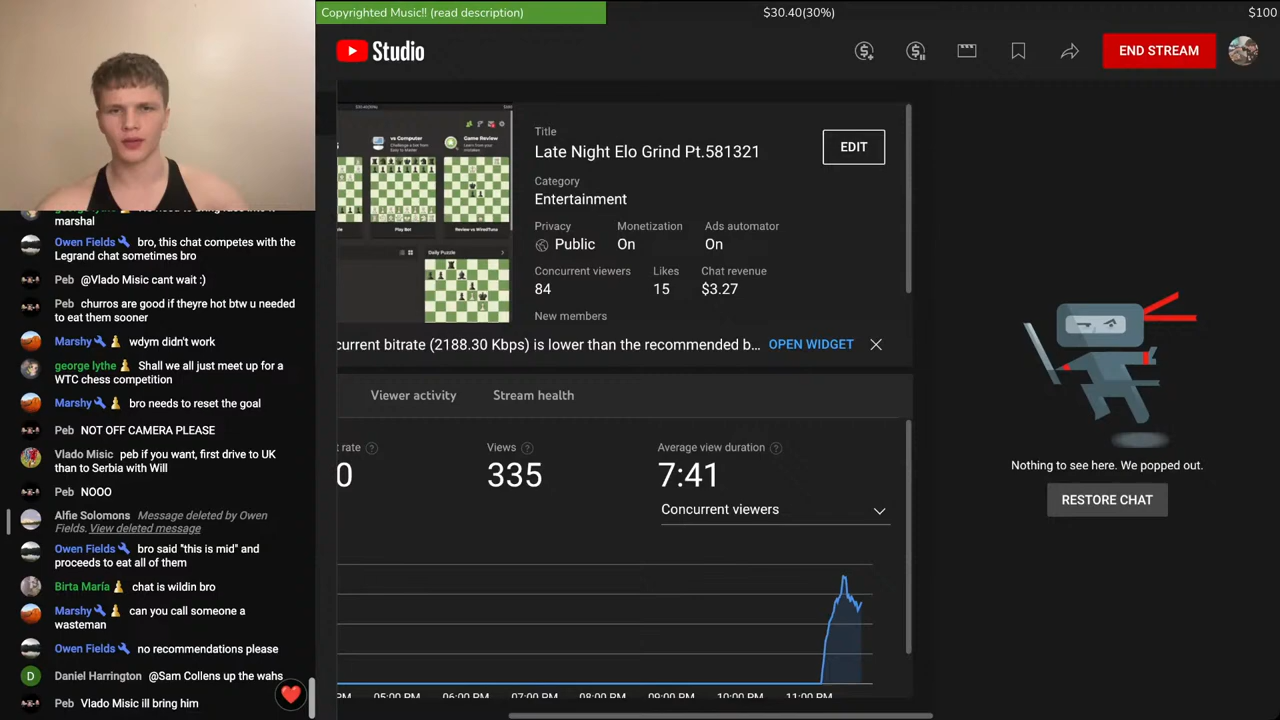 Copyrighted Music!! (read description)
$30.40(30%)
$100
Studio
END STREAM
vs Computer
Game Review
Play Bot
Daily Puzzle
Title
Late Night Elo Grind Pt.581321
EDIT
Category
Entertainment
Privacy
Monetization
Ads automator
Public
On
On
Concurrent viewers
Likes
Chat revenue
84
15
$3.27
New members
current bitrate (2188.30 Kbps) is lower than the recommended b...
OPEN WIDGET
Viewer activity
Stream health
rate
Views
Average view duration
0
335
7:41
Concurrent viewers
05:00 PM
06:00 PM
07:00 PM
08:00 PM
09:00 PM
10:00 PM
11:00 PM
Nothing to see here. We popped out.
RESTORE CHAT
marshal
Owen Fields bro, this chat competes with the
Legrand chat sometimes bro
Peb @Vlado Misic cant wait :)
Peb churros are good if theyre hot btw u needed
to eat them sooner
Marshy wdym didn't work
george lythe Shall we all just meet up for a
WTC chess competition
Marshy bro needs to reset the goal
Peb NOT OFF CAMERA PLEASE
Vlado Misic peb if you want, first drive to UK
than to Serbia with Will
Peb NOOO
Alfie Solomons Message deleted by Owen
Fields. View deleted message
Owen Fields bro said "this is mid" and
proceeds to eat all of them
Birta María chat is wildin bro
Marshy can you call someone a
wasteman
Owen Fields no recommendations please
D
Daniel Harrington @Sam Collens up the wahs
Peb Vlado Misic ill bring him